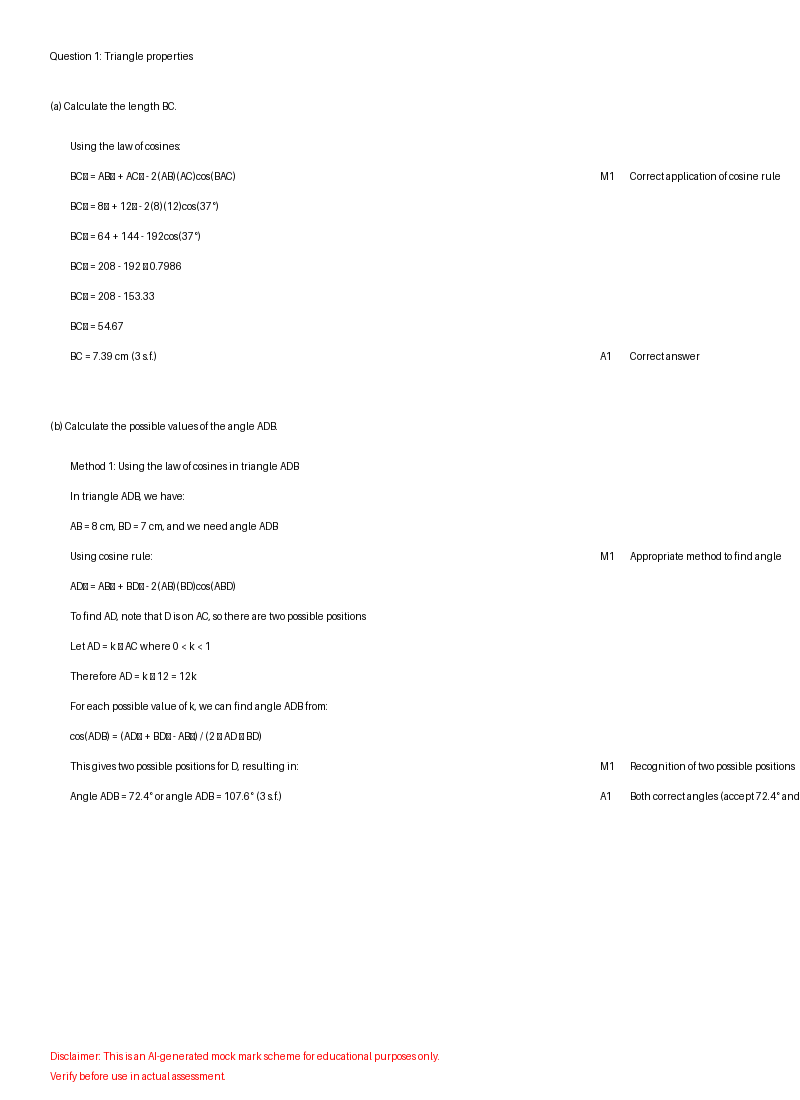 Question 1: Triangle properties
(a) Calculate the length BC.
Using the law of cosines:
BC□ = AB□ + AC□ - 2(AB)(AC)cos(BAC) M1 Correct application of cosine rule
BC□ = 8□ + 12□ - 2(8)(12)cos(37°)
BC□ = 64 + 144 - 192cos(37°)
BC□ = 208 - 192 □ 0.7986
BC□ = 208 - 153.33
BC□ = 54.67
BC = 7.39 cm (3 s.f.) A1 Correct answer
(b) Calculate the possible values of the angle ADB.
Method 1: Using the law of cosines in triangle ADB
In triangle ADB, we have:
AB = 8 cm, BD = 7 cm, and we need angle ADB
Using cosine rule: M1 Appropriate method to find angle
AD□ = AB□ + BD□ - 2(AB)(BD)cos(ABD)
To find AD, note that D is on AC, so there are two possible positions
Let AD = k □ AC where 0 < k < 1
Therefore AD = k □ 12 = 12k
For each possible value of k, we can find angle ADB from:
cos(ADB) = (AD□ + BD□ - AB□) / (2 □ AD □ BD)
This gives two possible positions for D, resulting in: M1 Recognition of two possible positions
Angle ADB = 72.4° or angle ADB = 107.6° (3 s.f.) A1 Both correct angles (accept 72.4° and
Disclaimer: This is an AI-generated mock mark scheme for educational purposes only.
Verify before use in actual assessment.